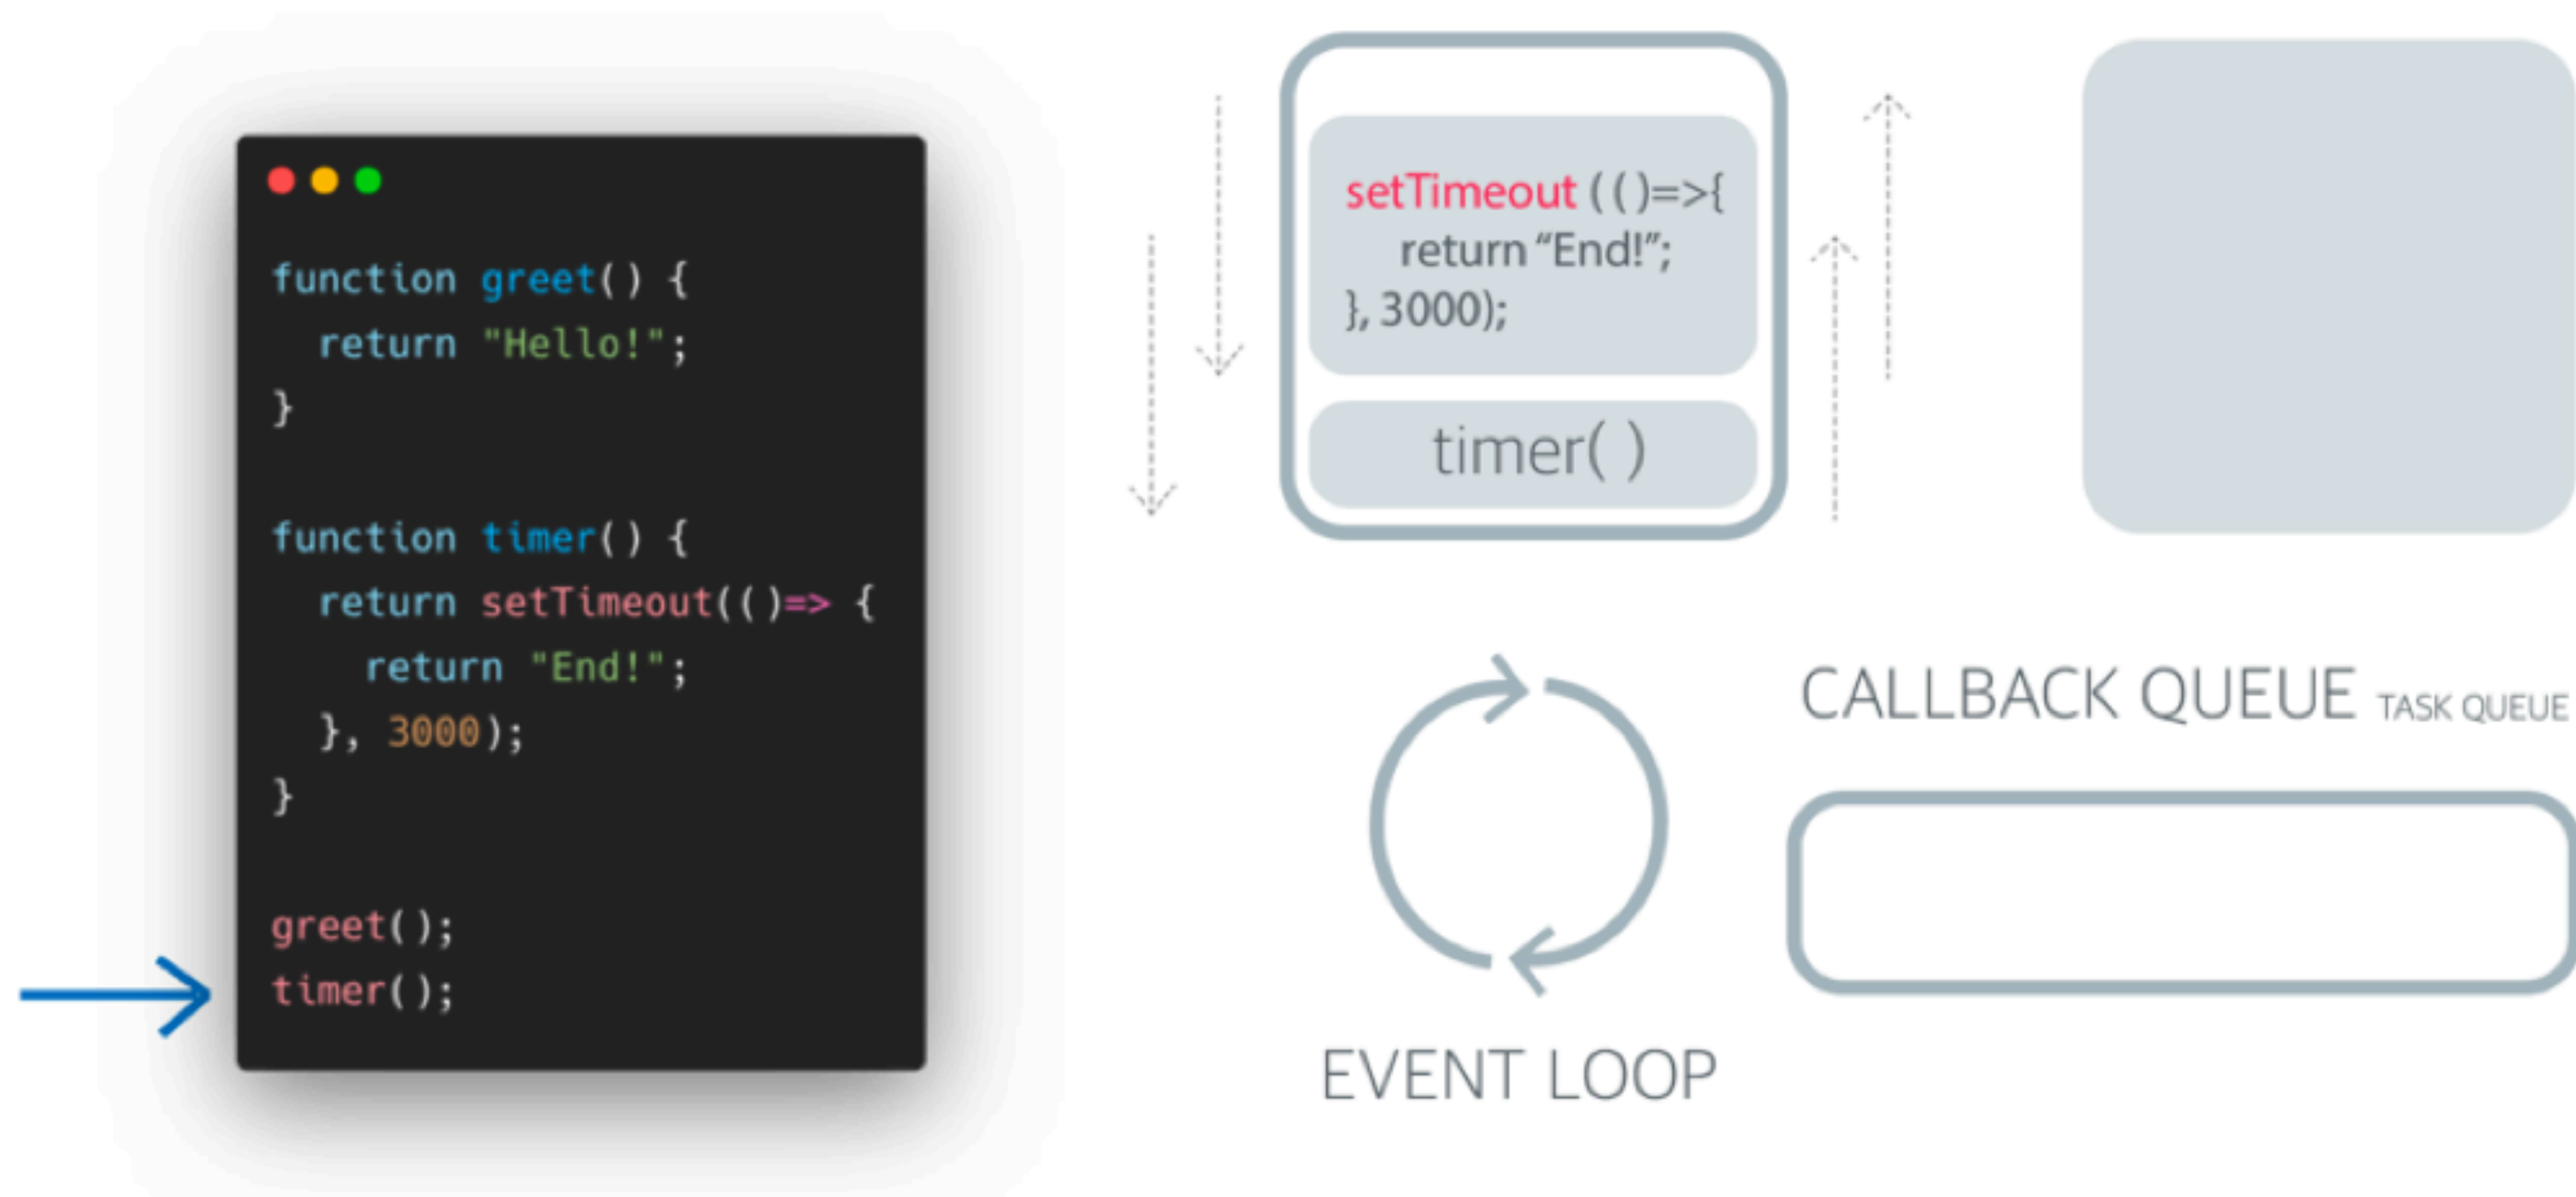 function greet() {
return "Hello!";
}
function timer() {
return setTimeout(()=> {
return "End!";
}, 3000);
}
greet();
timer();
setTimeout (()=>{
return “End!”;
}, 3000);
timer( )
EVENT LOOP
CALLBACK QUEUE TASK QUEUE